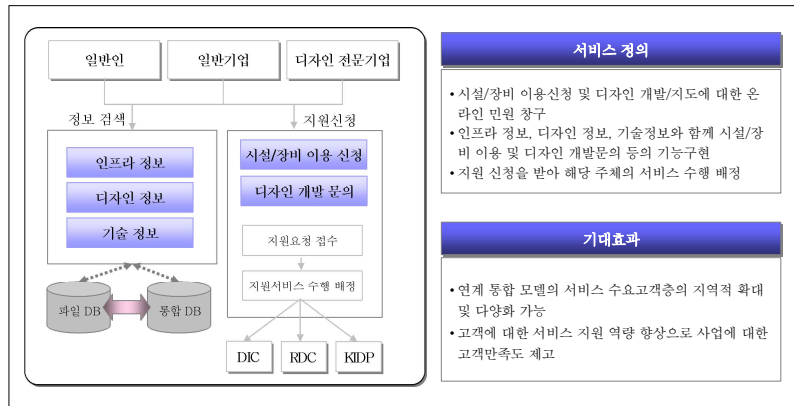 일반인
일반기업
디자인 전문기업
정보 검색
지원신청
인프라 정보
디자인 정보
기술 정보
시설/장비 이용 신청
디자인 개발 문의
지원요청 접수
지원서비스 수행 배정
파일 DB
통합 DB
DIC
RDC
KIDP
서비스 정의
• 시설/장비 이용신청 및 디자인 개발/지도에 대한 온
라인 민원 창구
• 인프라 정보, 디자인 정보, 기술정보와 함께 시설/장
비 이용 및 디자인 개발문의 등의 기능구현
• 지원 신청을 받아 해당 주체의 서비스 수행 배정
기대효과
• 연계 통합 모델의 서비스 수요고객층의 지역적 확대
및 다양화 가능
• 고객에 대한 서비스 지원 역량 향상으로 사업에 대한
고객만족도 제고